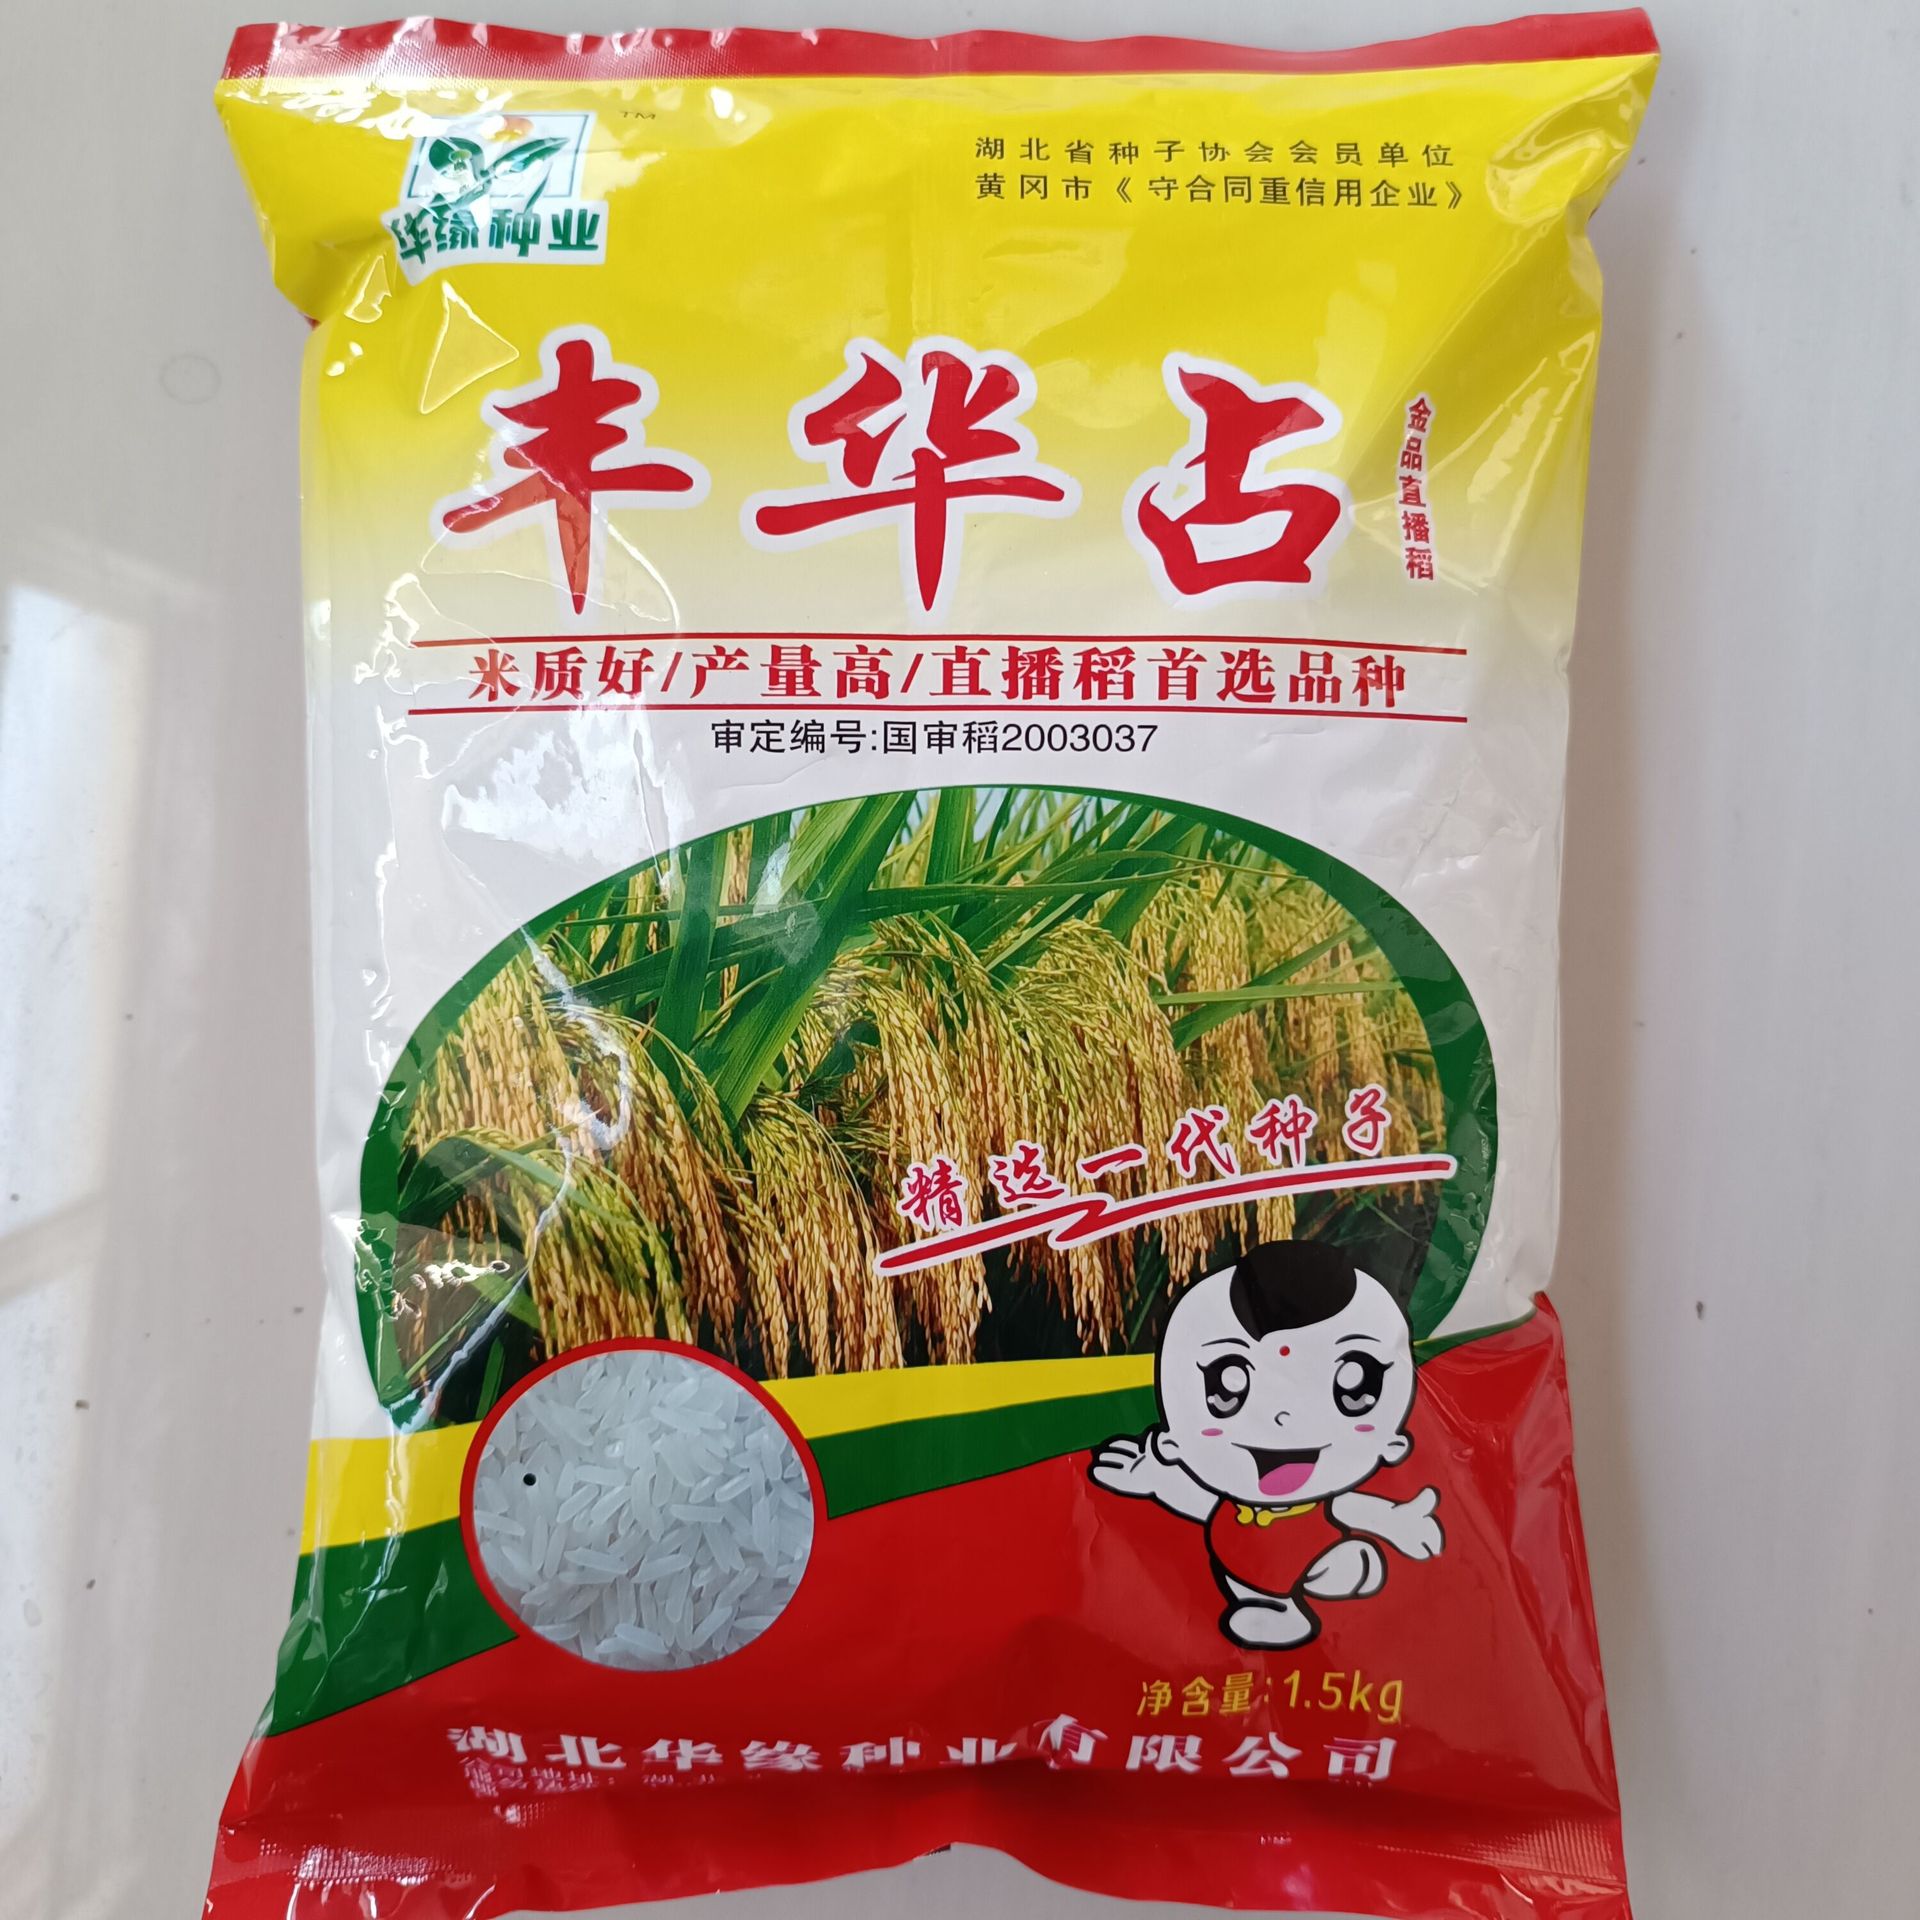 TM
湖北省种子协会会员单位
黄冈市《守合同重信用企业》
丰华占
金品直播稻
米质好/产量高/直播稻首选品种
审定编号:国审稻2003037
精选一代种子
净含量:1.5kg
湖北华缘种业有限公司